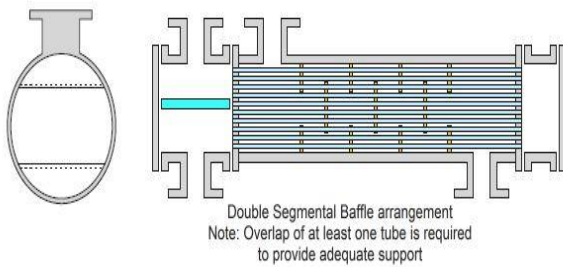 Double Segmental Baffle arrangement
Note: Overlap of at least one tube is required
to provide adequate support